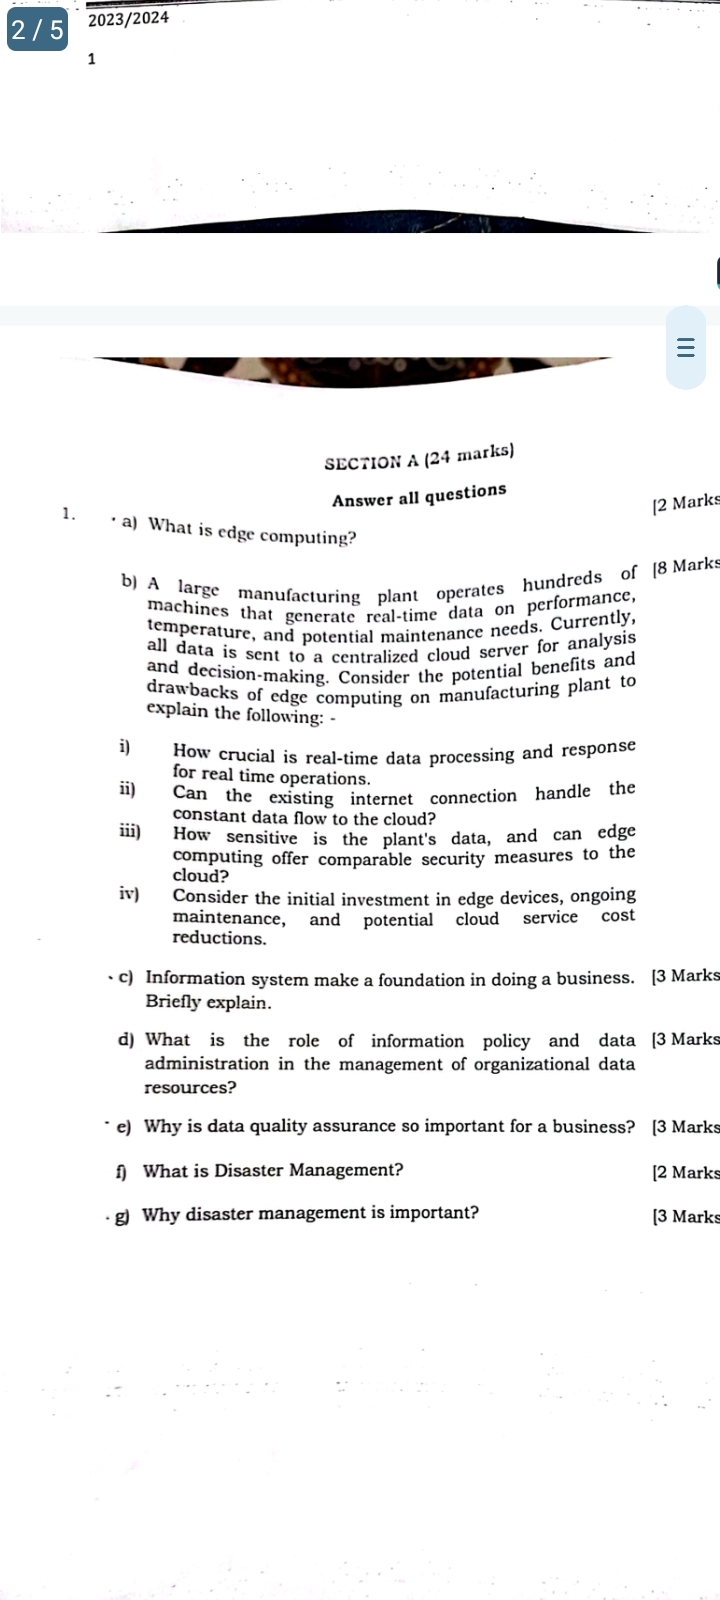 2 / 5
2023/2024
1
SECTION A (24 marks)
Answer all questions
1. a) What is edge computing? [2 Marks
b) A large manufacturing plant operates hundreds of [8 Marks
machines that generate real-time data on performance,
temperature, and potential maintenance needs. Currently,
all data is sent to a centralized cloud server for analysis
and decision-making. Consider the potential benefits and
drawbacks of edge computing on manufacturing plant to
explain the following: -
i) How crucial is real-time data processing and response
for real time operations.
ii) Can the existing internet connection handle the
constant data flow to the cloud?
iii) How sensitive is the plant's data, and can edge
computing offer comparable security measures to the
cloud?
iv) Consider the initial investment in edge devices, ongoing
maintenance, and potential cloud service cost
reductions.
c) Information system make a foundation in doing a business. [3 Marks
Briefly explain.
d) What is the role of information policy and data [3 Marks
administration in the management of organizational data
resources?
e) Why is data quality assurance so important for a business? [3 Marks
f) What is Disaster Management? [2 Marks
g) Why disaster management is important? [3 Marks